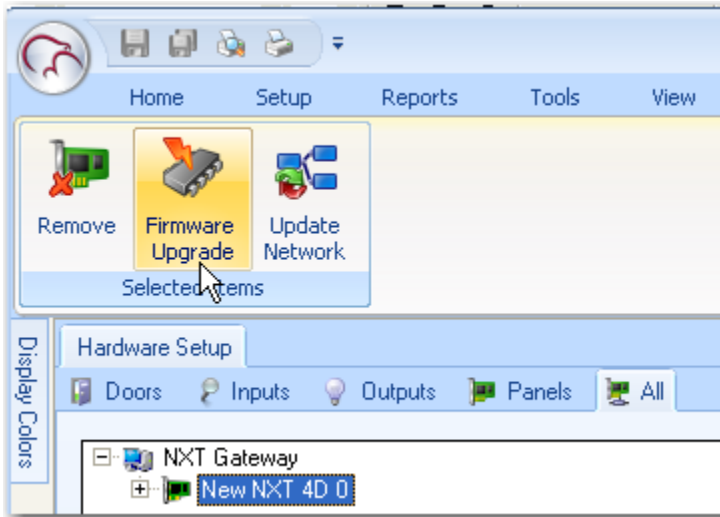 Home Setup Reports Tools View
Remove Firmware Upgrade Update Network
Selected Items
Display Colors
Hardware Setup
Doors Inputs Outputs Panels All
NXT Gateway
New NXT 4D 0